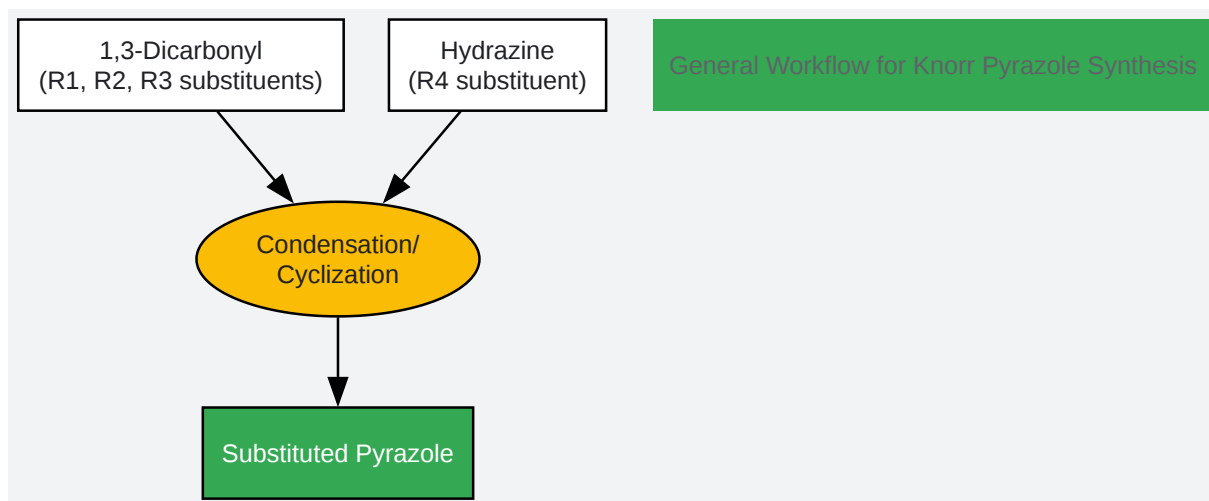 1,3-Dicarbonyl
(R1, R2, R3 substituents)
Hydrazine
(R4 substituent)
General Workflow for Knorr Pyrazole Synthesis
Condensation/
Cyclization
Substituted Pyrazole